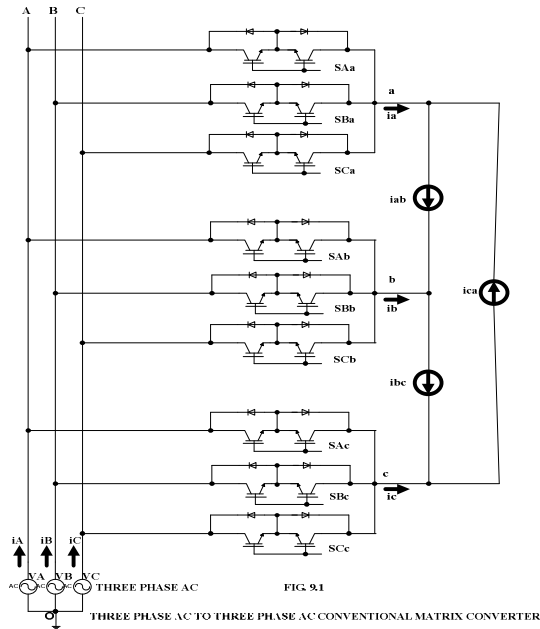 A B C
SAa
a
SBa
ia
SCa
iab
SAb
b
SBb
ib
ica
SCb
ibc
SAc
c
SBc
ic
SCc
iA iB iC
AC VA AC VB AC VC THREE PHASE AC FIG. 9.1
O THREE PHASE AC TO THREE PHASE AC CONVENTIONAL MATRIX CONVERTER